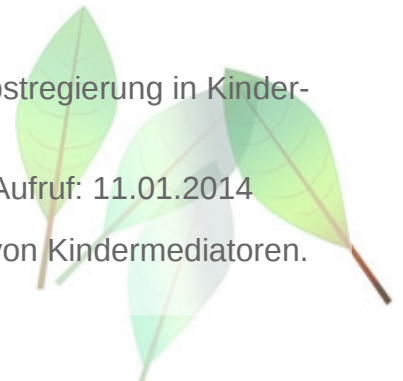 ostregierung in Kinder-
Aufruf: 11.01.2014
von Kindermediatoren.